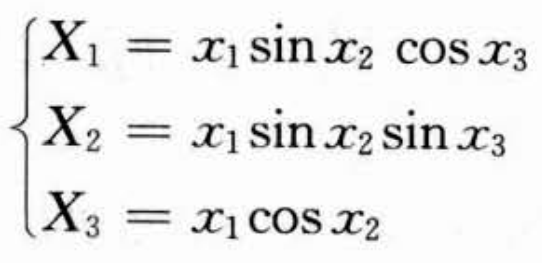 X₁ = x₁ sin x₂ cos x₃
X₂ = x₁ sin x₂ sin x₃
X₃ = x₁ cos x₂